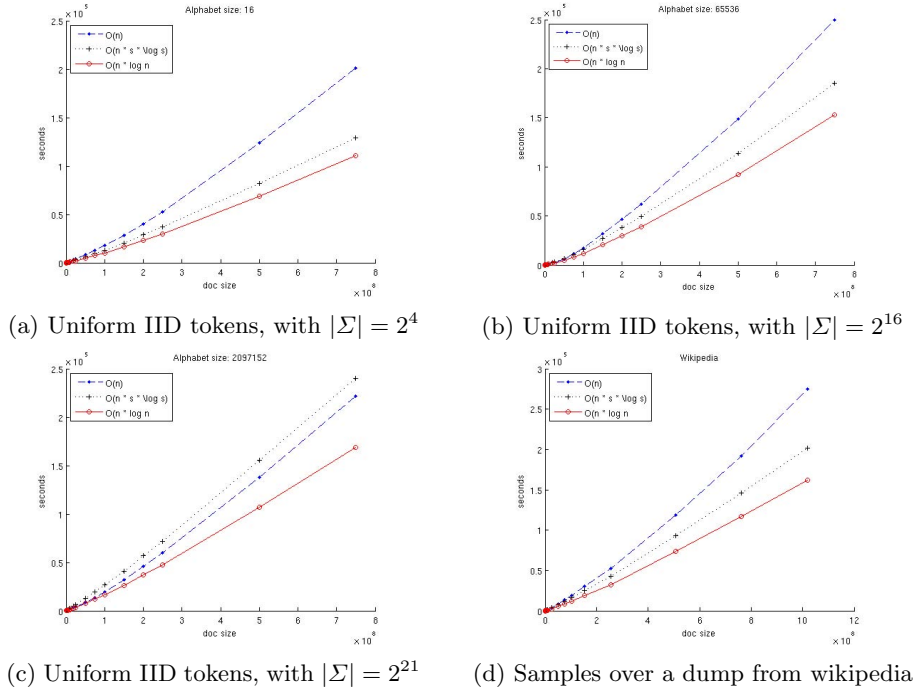 Alphabet size: 16
× 10^5
2.5
2
1.5
1
0.5
0
seconds
O(n)
O(n * s * \log s)
O(n * log n
0 1 2 3 4 5 6 7 8
doc size
× 10^8
(a) Uniform IID tokens, with |Σ| = 2^4
Alphabet size: 65536
× 10^5
2.5
2
1.5
1
0.5
0
seconds
O(n)
O(n * s * \log s)
O(n * log n
0 1 2 3 4 5 6 7 8
doc size
× 10^8
(b) Uniform IID tokens, with |Σ| = 2^16
Alphabet size: 2097152
× 10^5
2.5
2
1.5
1
0.5
0
seconds
O(n)
O(n * s * \log s)
O(n * log n
0 1 2 3 4 5 6 7 8
doc size
× 10^8
(c) Uniform IID tokens, with |Σ| = 2^21
Wikipedia
× 10^5
3
2.5
2
1.5
1
0.5
0
seconds
O(n)
O(n * s * \log s)
O(n * log n
0 2 4 6 8 10 12
doc size
× 10^8
(d) Samples over a dump from wikipedia